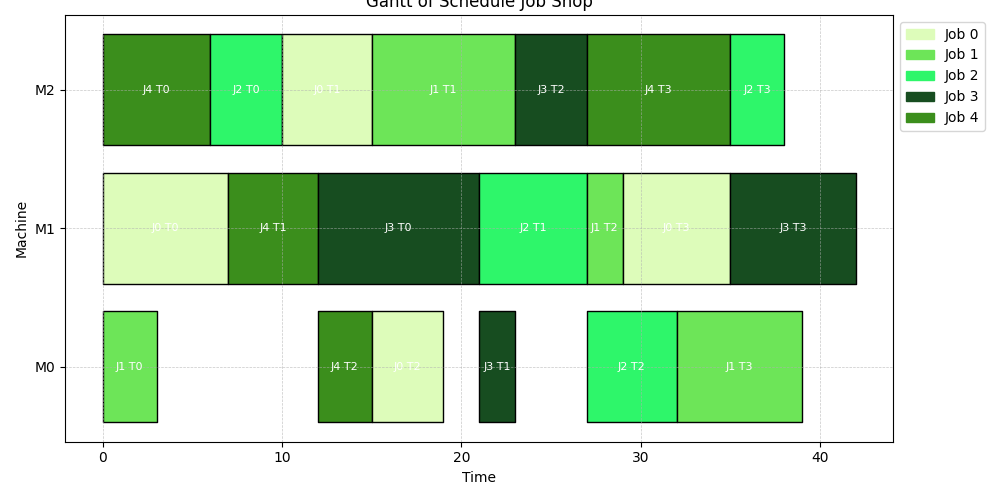 Gantt of Schedule Job Shop
M2
J4 T0
J2 T0
J0 T1
J1 T1
J3 T2
J4 T3
J2 T3
Job 0
Job 1
Job 2
Job 3
Job 4
Machine
M1
J0 T0
J4 T1
J3 T0
J2 T1
J1 T2
J0 T3
J3 T3
M0
J1 T0
J4 T2
J0 T2
J3 T1
J2 T2
J1 T3
0
10
20
30
40
Time